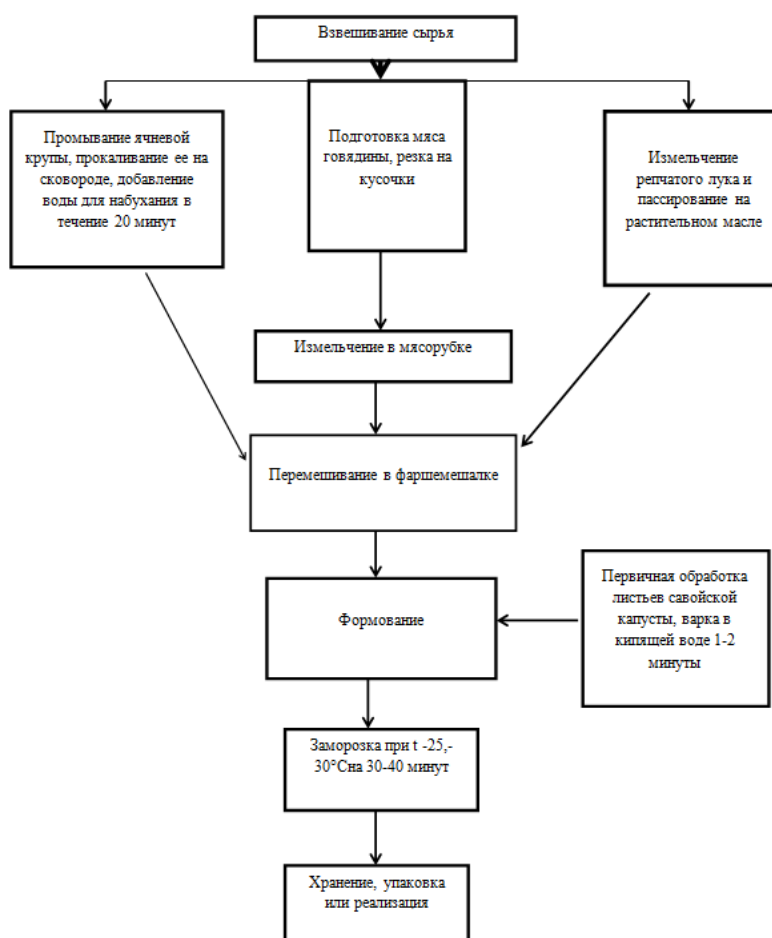 Взвешивание сырья
Промывание ячневой
крупы, прокаливание ее на
сковороде, добавление
воды для набухания в
течение 20 минут
Подготовка мяса
говядины, резка на
кусочки
Измельчение
репчатого лука и
пассирование на
растительном масле
Измельчение в мясорубке
Перемешивание в фаршемешалке
Формование
Первичная обработка
листьев савойской
капусты, варка в
кипящей воде 1-2
минуты
Заморозка при t -25,-
30°Сна 30-40 минут
Хранение, упаковка
или реализация